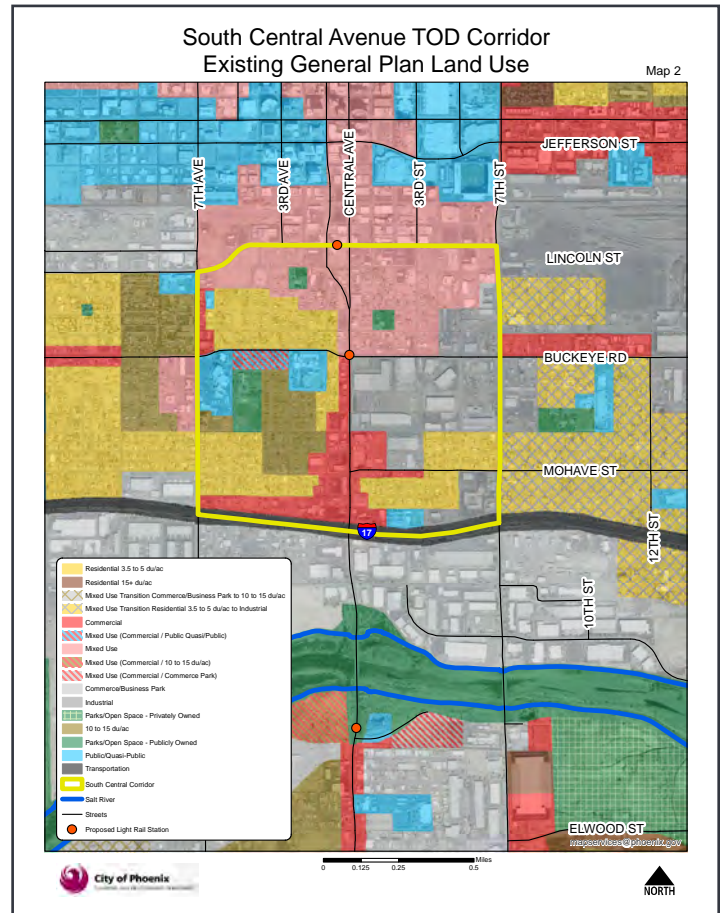 South Central Avenue TOD Corridor
Existing General Plan Land Use
Map 2
JEFFERSON ST
7TH AVE
3RD AVE
CENTRAL AVE
3RD ST
7TH ST
LINCOLN ST
BUCKEYE RD
MOHAVE ST
12TH ST
17
10TH ST
Residential 3.5 to 5 du/ac
Residential 15+ du/ac
Mixed Use Transition Commerce/Business Park to 10 to 15 du/ac
Mixed Use Transition Residential 3.5 to 5 du/ac to Industrial
Commercial
Mixed Use (Commercial / Public Quasi/Public)
Mixed Use
Mixed Use (Commercial / 10 to 15 du/ac)
Mixed Use (Commercial / Commerce Park)
Commerce/Business Park
Industrial
Parks/Open Space - Privately Owned
10 to 15 du/ac
Parks/Open Space - Publicly Owned
Public/Quasi-Public
Transportation
South Central Corridor
Salt River
Streets
Proposed Light Rail Station
ELWOOD ST
mapservices@phoenix.gov
City of Phoenix
Miles
0 0.125 0.25 0.5
NORTH